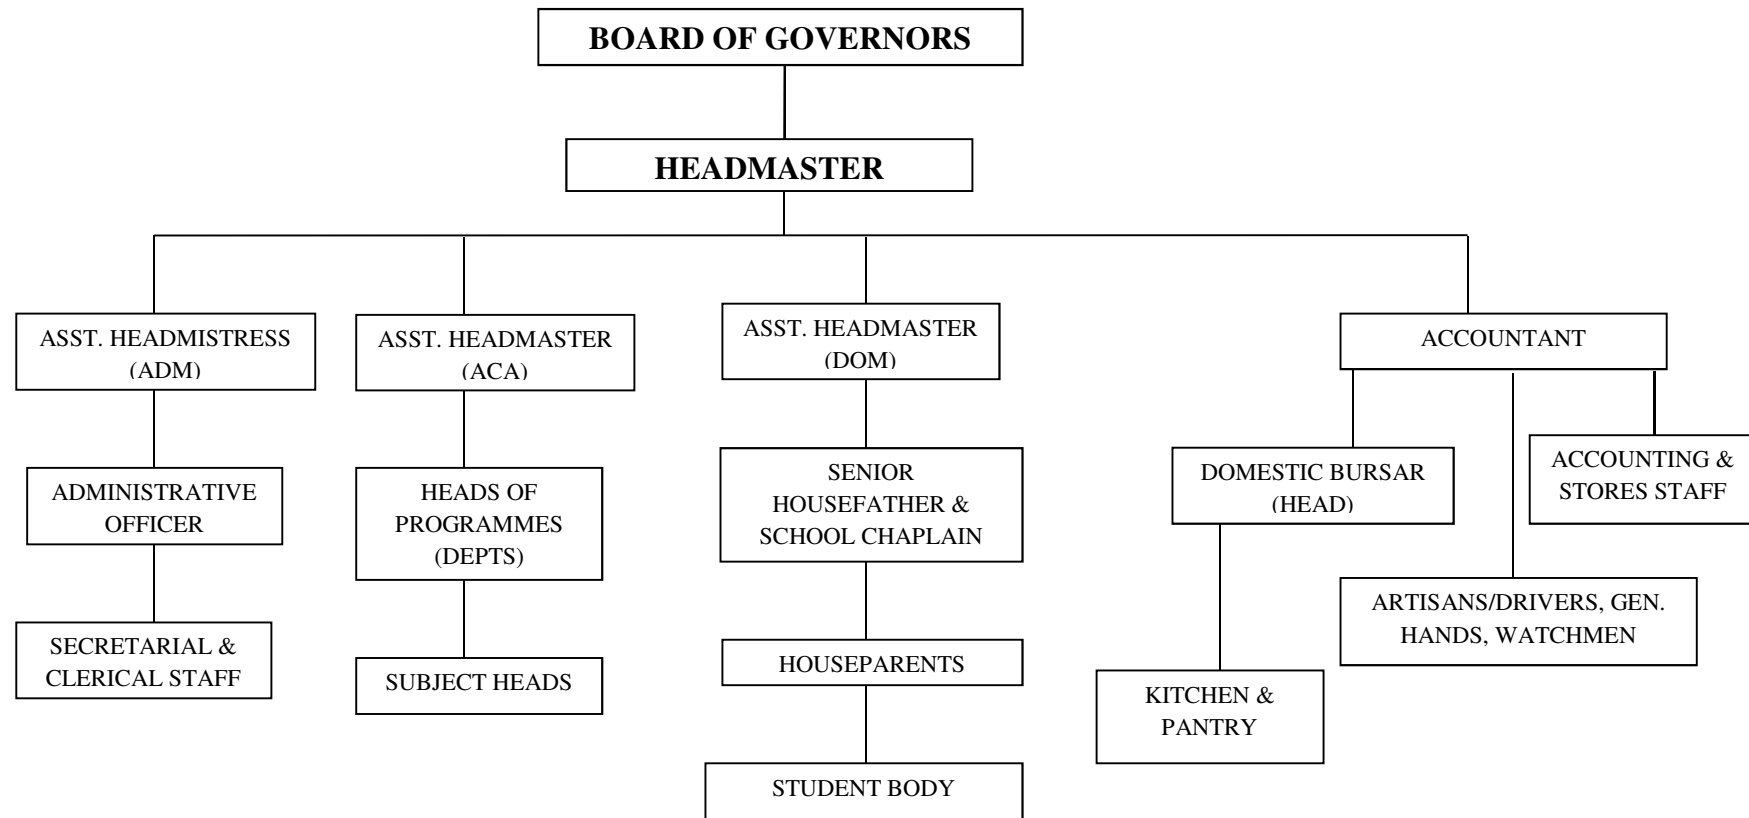 BOARD OF GOVERNORS
HEADMASTER
ASST. HEADMISTRESS
(ADM)
ASST. HEADMASTER
(ACA)
ASST. HEADMASTER
(DOM)
ACCOUNTANT
ADMINISTRATIVE
OFFICER
HEADS OF
PROGRAMMES
(DEPTS)
SENIOR
HOUSEFATHER &
SCHOOL CHAPLAIN
DOMESTIC BURSAR
(HEAD)
ACCOUNTING &
STORES STAFF
SECRETARIAL &
CLERICAL STAFF
SUBJECT HEADS
HOUSEPARENTS
ARTISANS/DRIVERS, GEN.
HANDS, WATCHMEN
KITCHEN &
PANTRY
STUDENT BODY